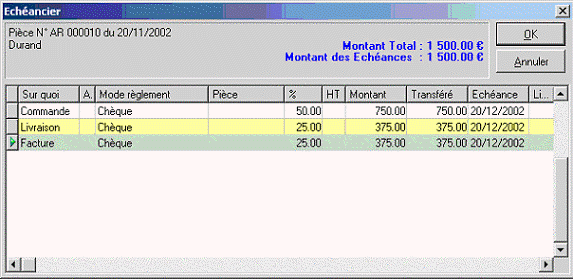 Echéancier
Pièce N° AR 000010 du 20/11/2002
Durand
Montant Total : 1 500.00 €
Montant des Echéances : 1 500.00 €
OK
Annuler
Sur quoi A. Mode règlement Pièce % HT Montant Transféré Echéance Li...
Commande Chèque 50.00 750.00 750.00 20/12/2002
Livraison Chèque 25.00 375.00 375.00 20/12/2002
Facture Chèque 25.00 375.00 375.00 20/12/2002